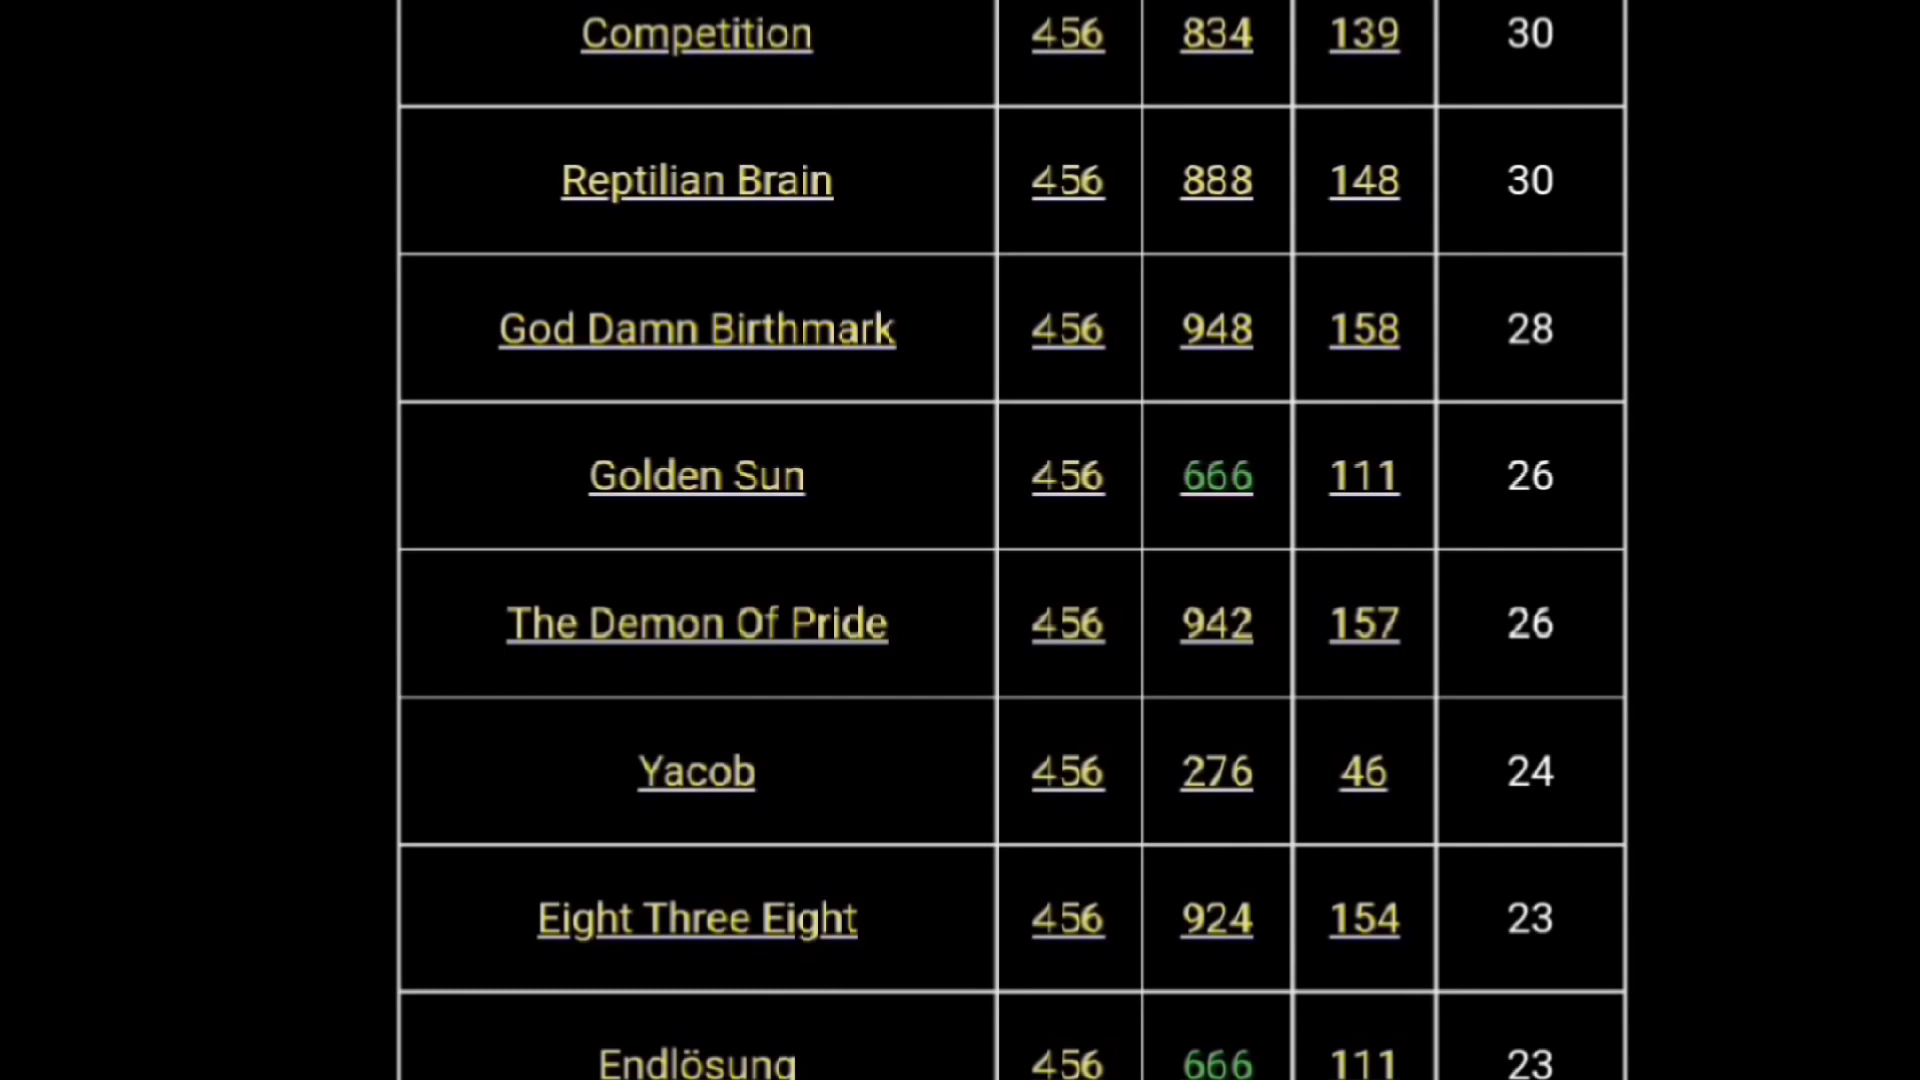 Competition 456 834 139 30
Reptilian Brain 456 888 148 30
God Damn Birthmark 456 948 158 28
Golden Sun 456 666 111 26
The Demon Of Pride 456 942 157 26
Yacob 456 276 46 24
Eight Three Eight 456 924 154 23
Endlösung 456 666 111 23